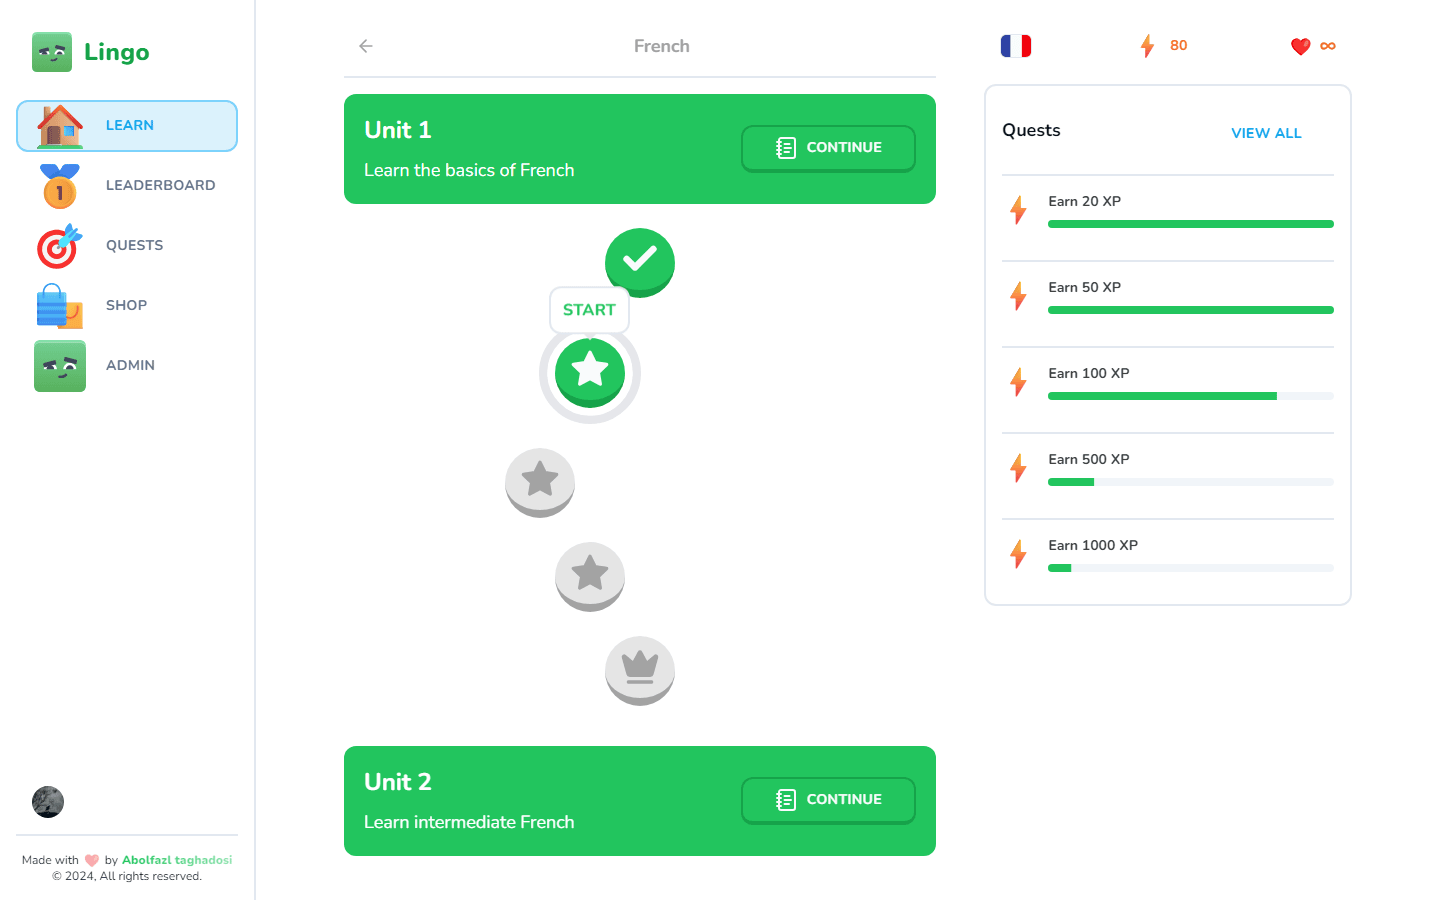 Lingo
LEARN
LEADERBOARD
1
QUESTS
SHOP
ADMIN
Made with ❤️ by Abolfazl taghadosi
© 2024, All rights reserved.
French
Unit 1
Learn the basics of French
CONTINUE
START
Unit 2
Learn intermediate French
CONTINUE
80
∞
Quests
VIEW ALL
Earn 20 XP
Earn 50 XP
Earn 100 XP
Earn 500 XP
Earn 1000 XP